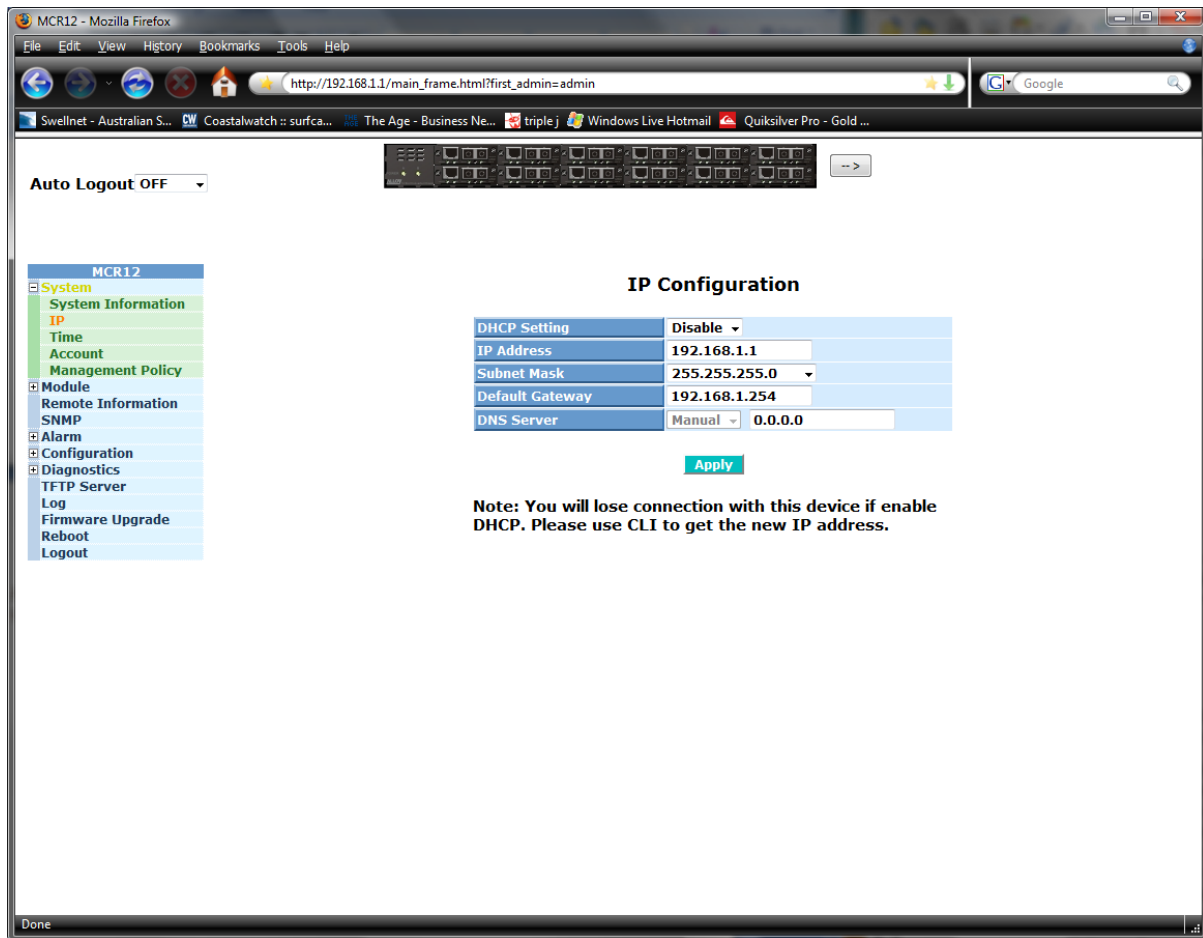 MCR12 - Mozilla Firefox
File Edit View History Bookmarks Tools Help
http://192.168.1.1/main_frame.html?first_admin=admin
G Google
Swellnet - Australian S... CW Coastalwatch :: surfca... THE AGE The Age - Business Ne... triple j Windows Live Hotmail Quiksilver Pro - Gold ...
Auto Logout OFF
-->
MCR12
System
System Information
IP
Time
Account
Management Policy
Module
Remote Information
SNMP
Alarm
Configuration
Diagnostics
TFTP Server
Log
Firmware Upgrade
Reboot
Logout
IP Configuration
DHCP Setting Disable
IP Address 192.168.1.1
Subnet Mask 255.255.255.0
Default Gateway 192.168.1.254
DNS Server Manual 0.0.0.0
Apply
Note: You will lose connection with this device if enable
DHCP. Please use CLI to get the new IP address.
Done